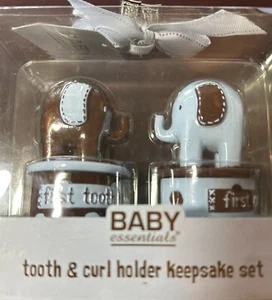 first tooth
first
BABY
essentials
tooth & curl holder keepsake set